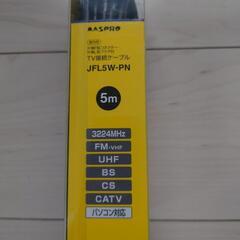 MASPRO
TV接続ケーブル
JFL5W-PN
5m
3224MHz
FM・VHF
UHF
BS
CS
CATV
パソコン対応